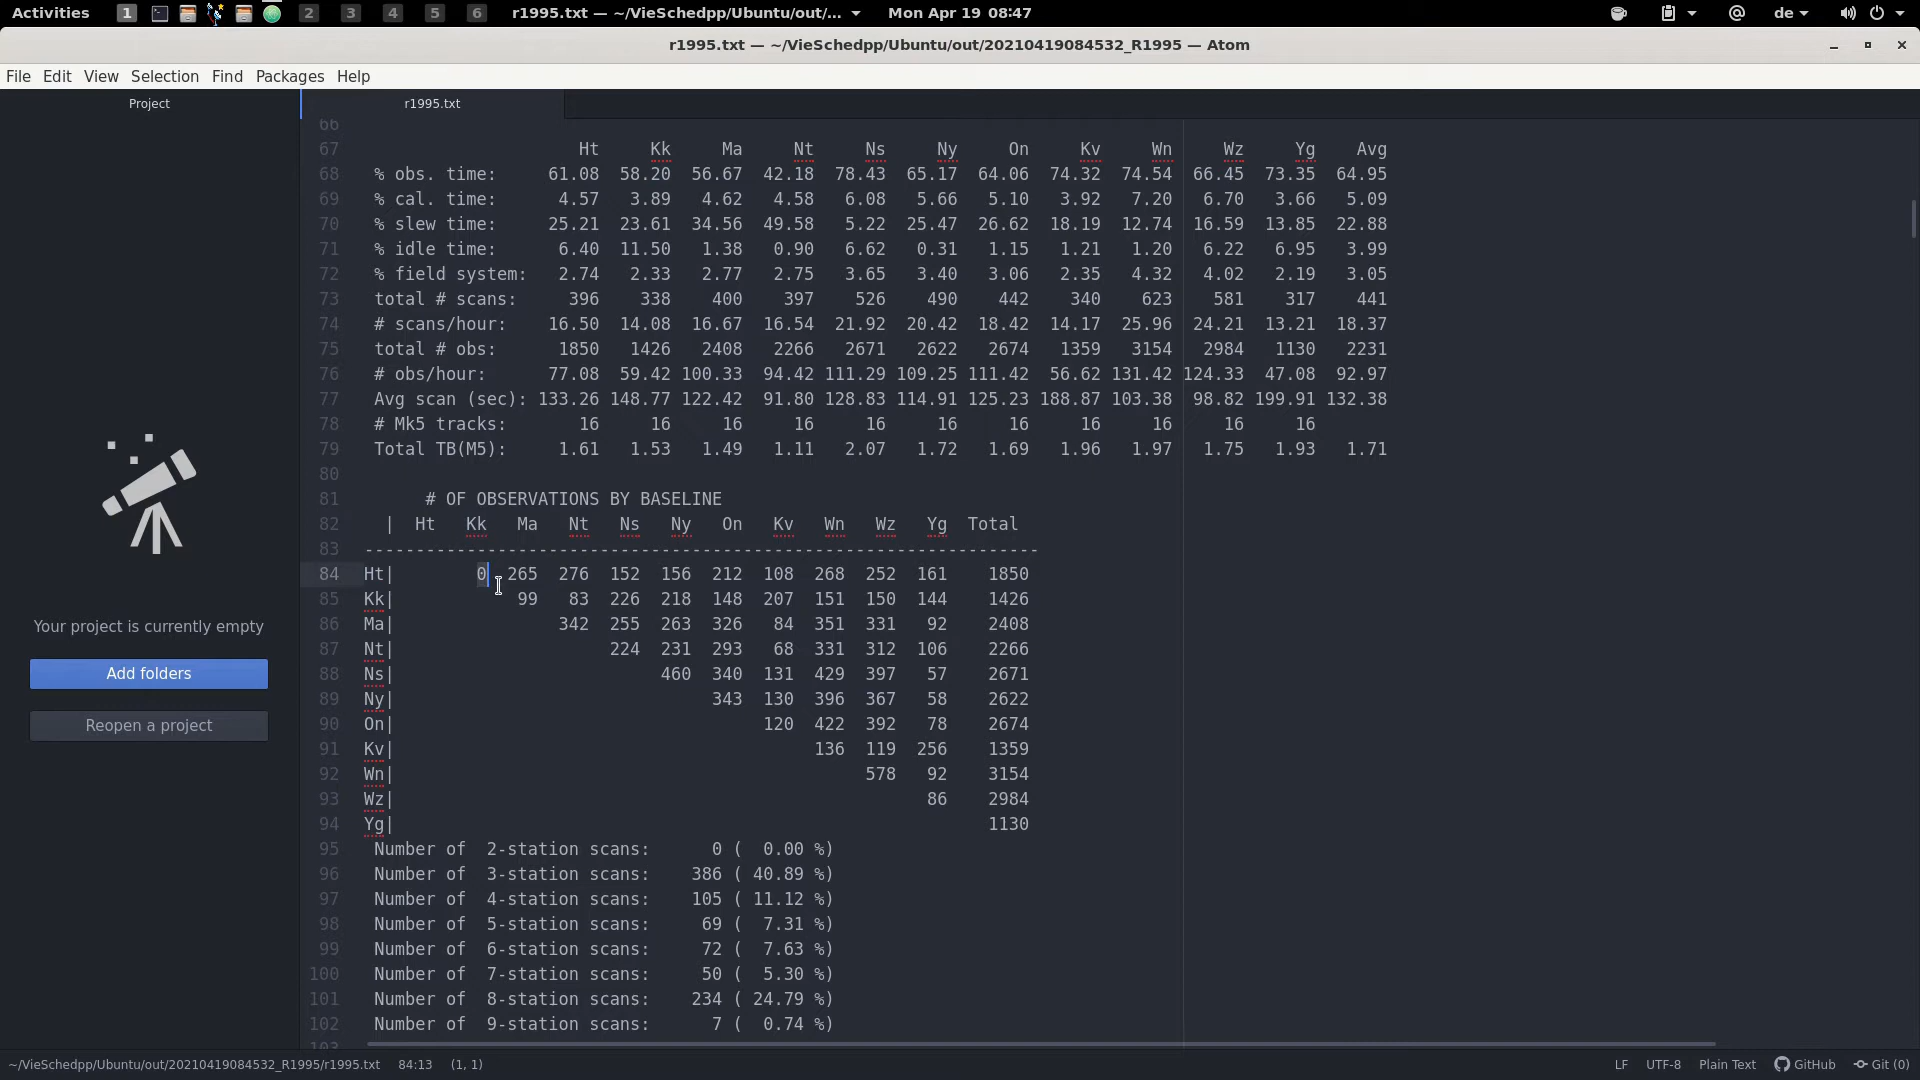 Activities 1 2 3 4 5 6 r1995.txt — ~/VieSchedpp/Ubuntu/out/... Mon Apr 19 08:47 de
r1995.txt — ~/VieSchedpp/Ubuntu/out/20210419084532_R1995 — Atom
File Edit View Selection Find Packages Help
Project
r1995.txt
66
67 Ht Kk Ma Nt Ns Ny On Kv Wn Wz Yg Avg
68 % obs. time: 61.08 58.20 56.67 42.18 78.43 65.17 64.06 74.32 74.54 66.45 73.35 64.95
69 % cal. time: 4.57 3.89 4.62 4.58 6.08 5.66 5.10 3.92 7.20 6.70 3.66 5.09
70 % slew time: 25.21 23.61 34.56 49.58 5.22 25.47 26.62 18.19 12.74 16.59 13.85 22.88
71 % idle time: 6.40 11.50 1.38 0.90 6.62 0.31 1.15 1.21 1.20 6.22 6.95 3.99
72 % field system: 2.74 2.33 2.77 2.75 3.65 3.40 3.06 2.35 4.32 4.02 2.19 3.05
73 total # scans: 396 338 400 397 526 490 442 340 623 581 317 441
74 # scans/hour: 16.50 14.08 16.67 16.54 21.92 20.42 18.42 14.17 25.96 24.21 13.21 18.37
75 total # obs: 1850 1426 2408 2266 2671 2622 2674 1359 3154 2984 1130 2231
76 # obs/hour: 77.08 59.42 100.33 94.42 111.29 109.25 111.42 56.62 131.42 124.33 47.08 92.97
77 Avg scan (sec): 133.26 148.77 122.42 91.80 128.83 114.91 125.23 188.87 103.38 98.82 199.91 132.38
78 # Mk5 tracks: 16 16 16 16 16 16 16 16 16 16 16
79 Total TB(M5): 1.61 1.53 1.49 1.11 2.07 1.72 1.69 1.96 1.97 1.75 1.93 1.71
80
81 # OF OBSERVATIONS BY BASELINE
82 | Ht Kk Ma Nt Ns Ny On Kv Wn Wz Yg Total
83 ------------------------------------------------------------------
84 Ht| 0 265 276 152 156 212 108 268 252 161 1850
85 Kk| 99 83 226 218 148 207 151 150 144 1426
86 Ma| 342 255 263 326 84 351 331 92 2408
87 Nt| 224 231 293 68 331 312 106 2266
88 Ns| 460 340 131 429 397 57 2671
89 Ny| 343 130 396 367 58 2622
90 On| 120 422 392 78 2674
91 Kv| 136 119 256 1359
92 Wn| 578 92 3154
93 Wz| 86 2984
94 Yg| 1130
95 Number of 2-station scans: 0 ( 0.00 %)
96 Number of 3-station scans: 386 ( 40.89 %)
97 Number of 4-station scans: 105 ( 11.12 %)
98 Number of 5-station scans: 69 ( 7.31 %)
99 Number of 6-station scans: 72 ( 7.63 %)
100 Number of 7-station scans: 50 ( 5.30 %)
101 Number of 8-station scans: 234 ( 24.79 %)
102 Number of 9-station scans: 7 ( 0.74 %)
103
Your project is currently empty
Add folders
Reopen a project
~/VieSchedpp/Ubuntu/out/20210419084532_R1995/r1995.txt 84:13 (1, 1) LF UTF-8 Plain Text GitHub Git (0)